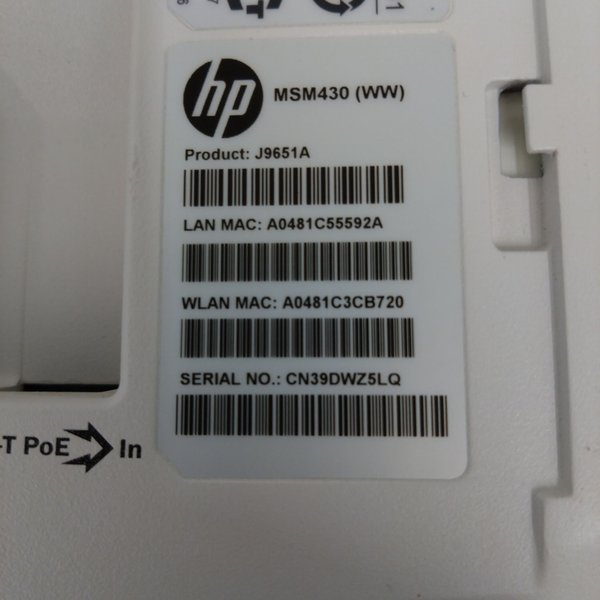 hp
MSM430 (WW)
Product: J9651A
LAN MAC: A0481C55592A
WLAN MAC: A0481C3CB720
SERIAL NO.: CN39DWZ5LQ
-T PoE In